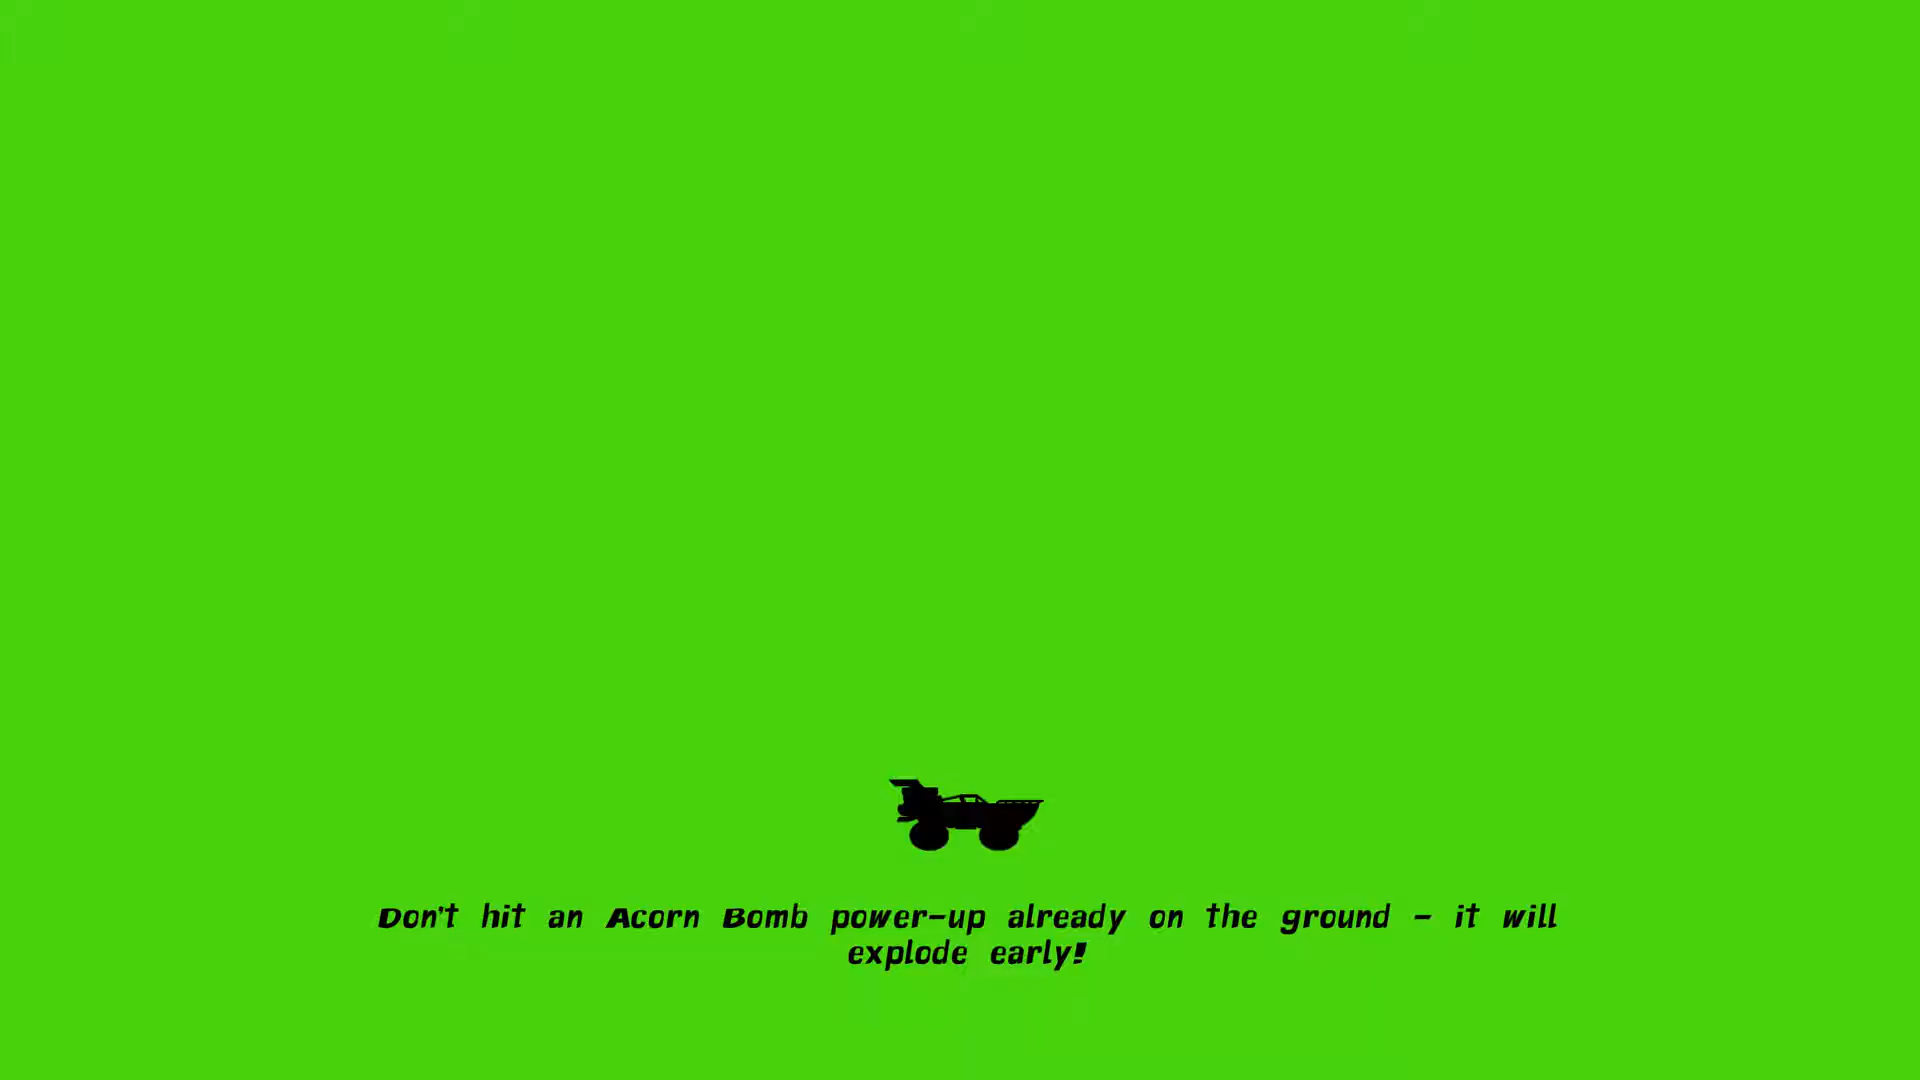 Don't hit an Acorn Bomb power-up already on the ground - it will
explode early!